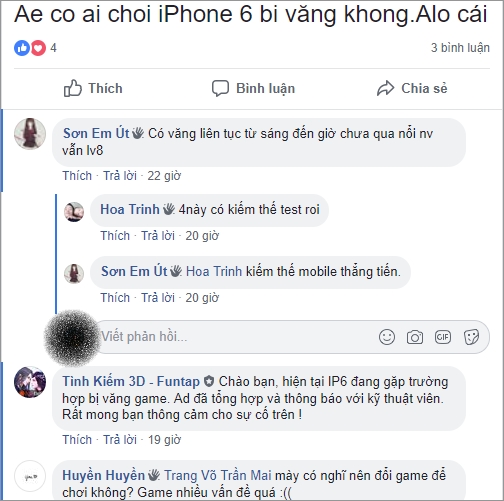 Ae co ai choi iPhone 6 bi văng khong.Alo cái
4
3 bình luận
Thích
Bình luận
Chia sẻ
Sơn Em Út Có văng liên tục từ sáng đến giờ chưa qua nổi nv
vẫn lv8
Thích · Trả lời · 22 giờ
Hoa Trinh 4này có kiếm thế test roi
Thích · Trả lời · 20 giờ
Sơn Em Út Hoa Trinh kiếm thế mobile thẳng tiến.
Thích · Trả lời · 20 giờ
Viết phản hồi...
GIF
Tình Kiếm 3D - Funtap Chào bạn, hiện tại IP6 đang gặp trường
hợp bị văng game. Ad đã tổng hợp và thông báo với kỹ thuật viên.
Rất mong bạn thông cảm cho sự cố trên !
Thích · Trả lời · 19 giờ
Huyền Huyền Trang Võ Trần Mai mày có nghĩ nên đổi game để
chơi không? Game nhiều vấn đề quá :((